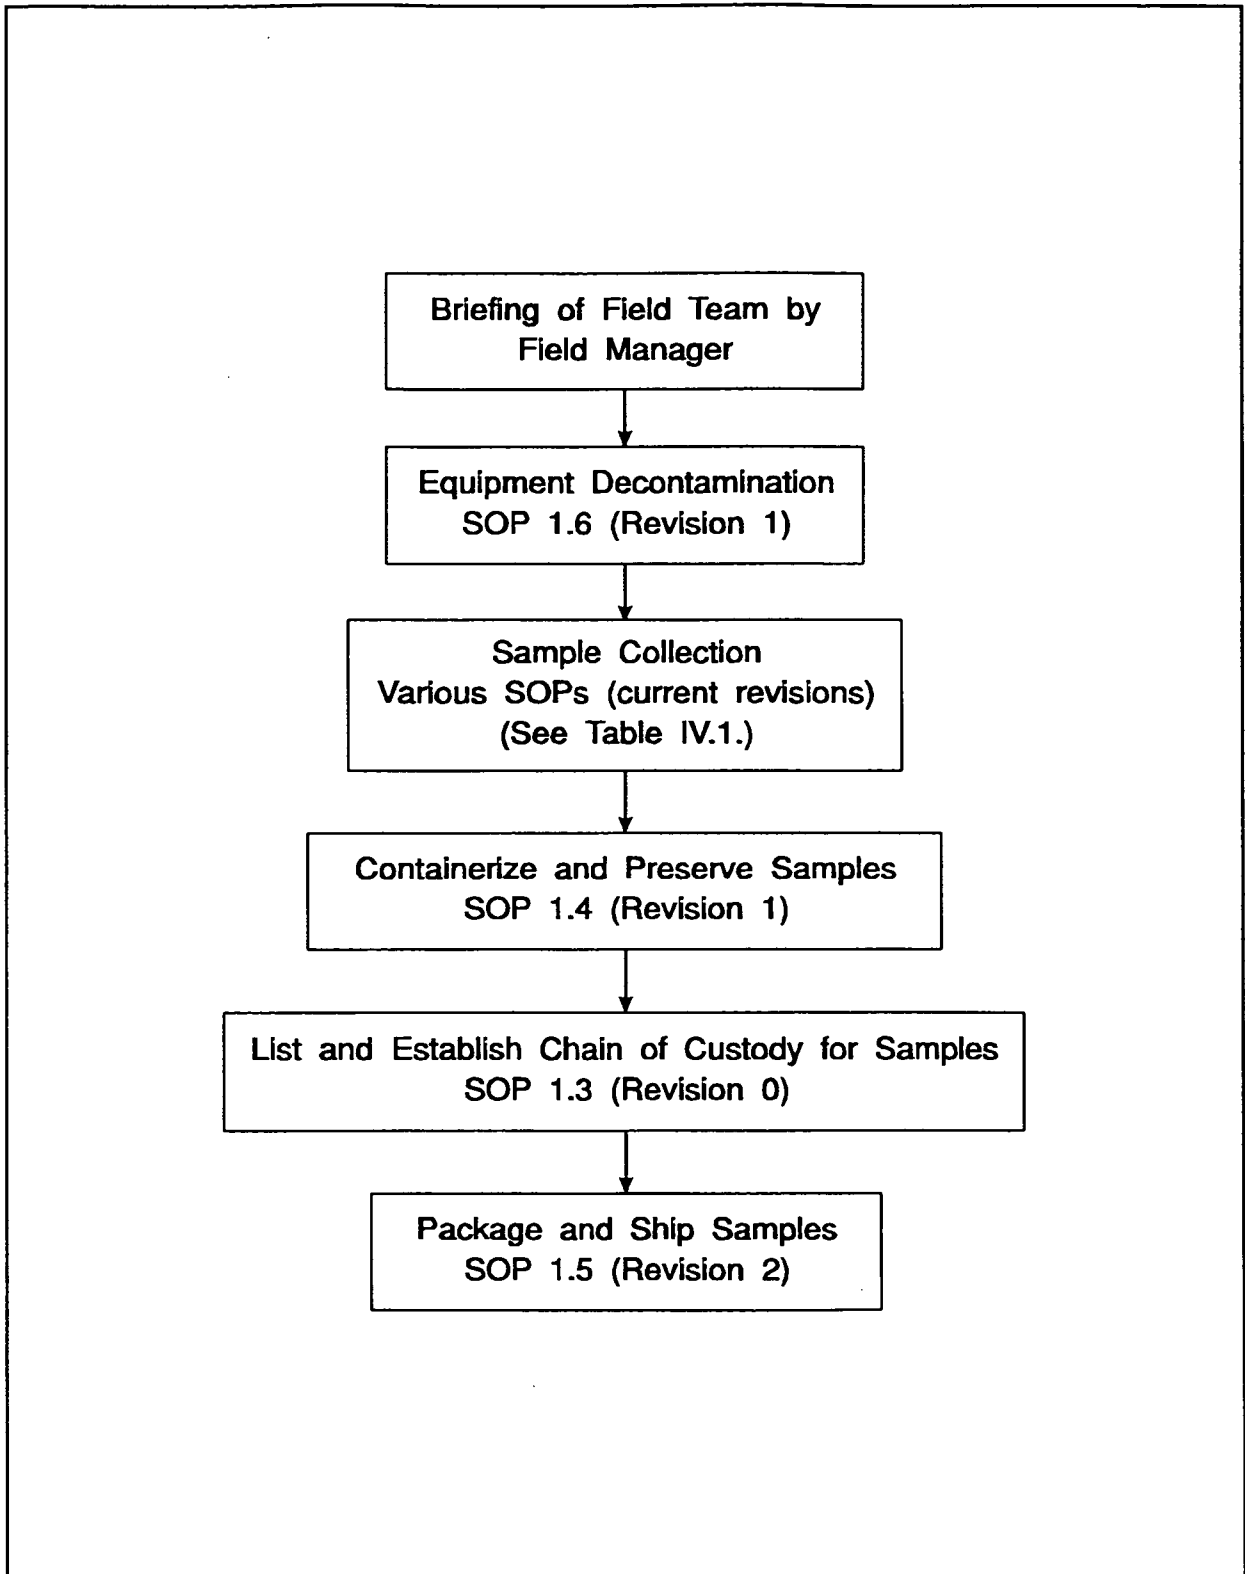 Briefing of Field Team by
Field Manager
Equipment Decontamination
SOP 1.6 (Revision 1)
Sample Collection
Various SOPs (current revisions)
(See Table IV.1.)
Containerize and Preserve Samples
SOP 1.4 (Revision 1)
List and Establish Chain of Custody for Samples
SOP 1.3 (Revision 0)
Package and Ship Samples
SOP 1.5 (Revision 2)